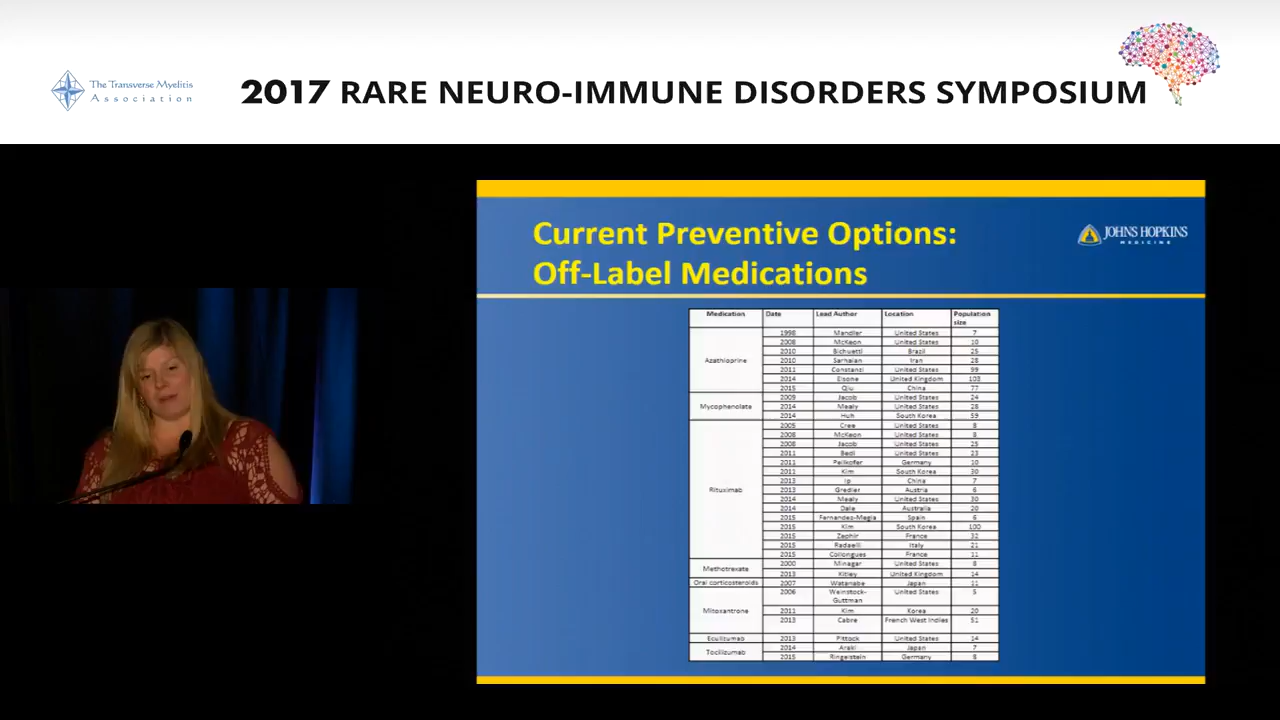 The Transverse Myelitis
Association
2017 RARE NEURO-IMMUNE DISORDERS SYMPOSIUM
Current Preventive Options:
Off-Label Medications
JOHNS HOPKINS
MEDICINE
Medication Date Lead Author Location Population size
Azathioprine
1998 Mandler United States 7
2008 McKeon United States 10
2010 Bichuetti Brazil 25
2010 Sarhaian Iran 28
2011 Constanzi United States 99
2014 Elsone United Kingdom 103
2015 Qiu China 77
Mycophenolate
2009 Jacob United States 24
2014 Mealy United States 28
2014 Huh South Korea 59
Rituximab
2005 Cree United States 8
2008 McKeon United States 8
2008 Jacob United States 25
2011 Bedi United States 23
2011 Pellkofer Germany 10
2011 Kim South Korea 30
2013 Ip China 7
2013 Gredler Austria 6
2014 Mealy United States 30
2014 Dale Australia 20
2015 Fernandez-Megia Spain 6
2015 Kim South Korea 100
2015 Zephir France 32
2015 Radaelli Italy 21
2015 Collongues France 11
Methotrexate
2000 Minagar United States 8
2013 Kitley United Kingdom 14
Oral corticosteroids 2007 Watanabe Japan 11
Mitoxantrone
2006 Weinstock-Guttman United States 5
2011 Kim Korea 20
2013 Cabre French West Indies 51
Eculizumab 2013 Pittock United States 14
Tocilizumab
2014 Araki Japan 7
2015 Ringelstein Germany 8